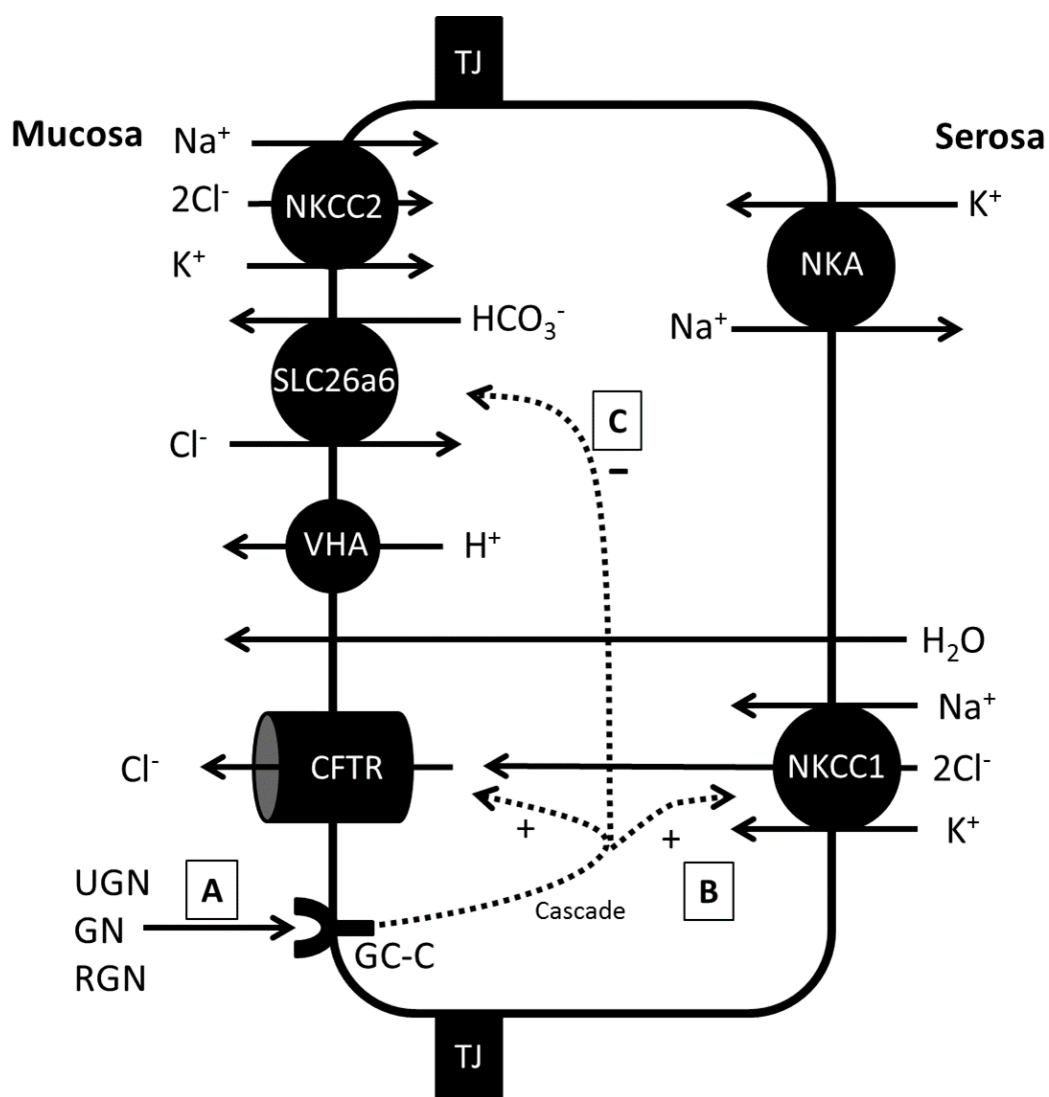 TJ
Mucosa
Serosa
Na⁺
2Cl⁻
NKCC2
K⁺
K⁺
NKA
Na⁺
HCO₃⁻
SLC26a6
C
−
Cl⁻
VHA
H⁺
H₂O
Na⁺
Cl⁻
CFTR
NKCC1
2Cl⁻
+
+
K⁺
UGN
A
B
GN
Cascade
RGN
GC-C
TJ